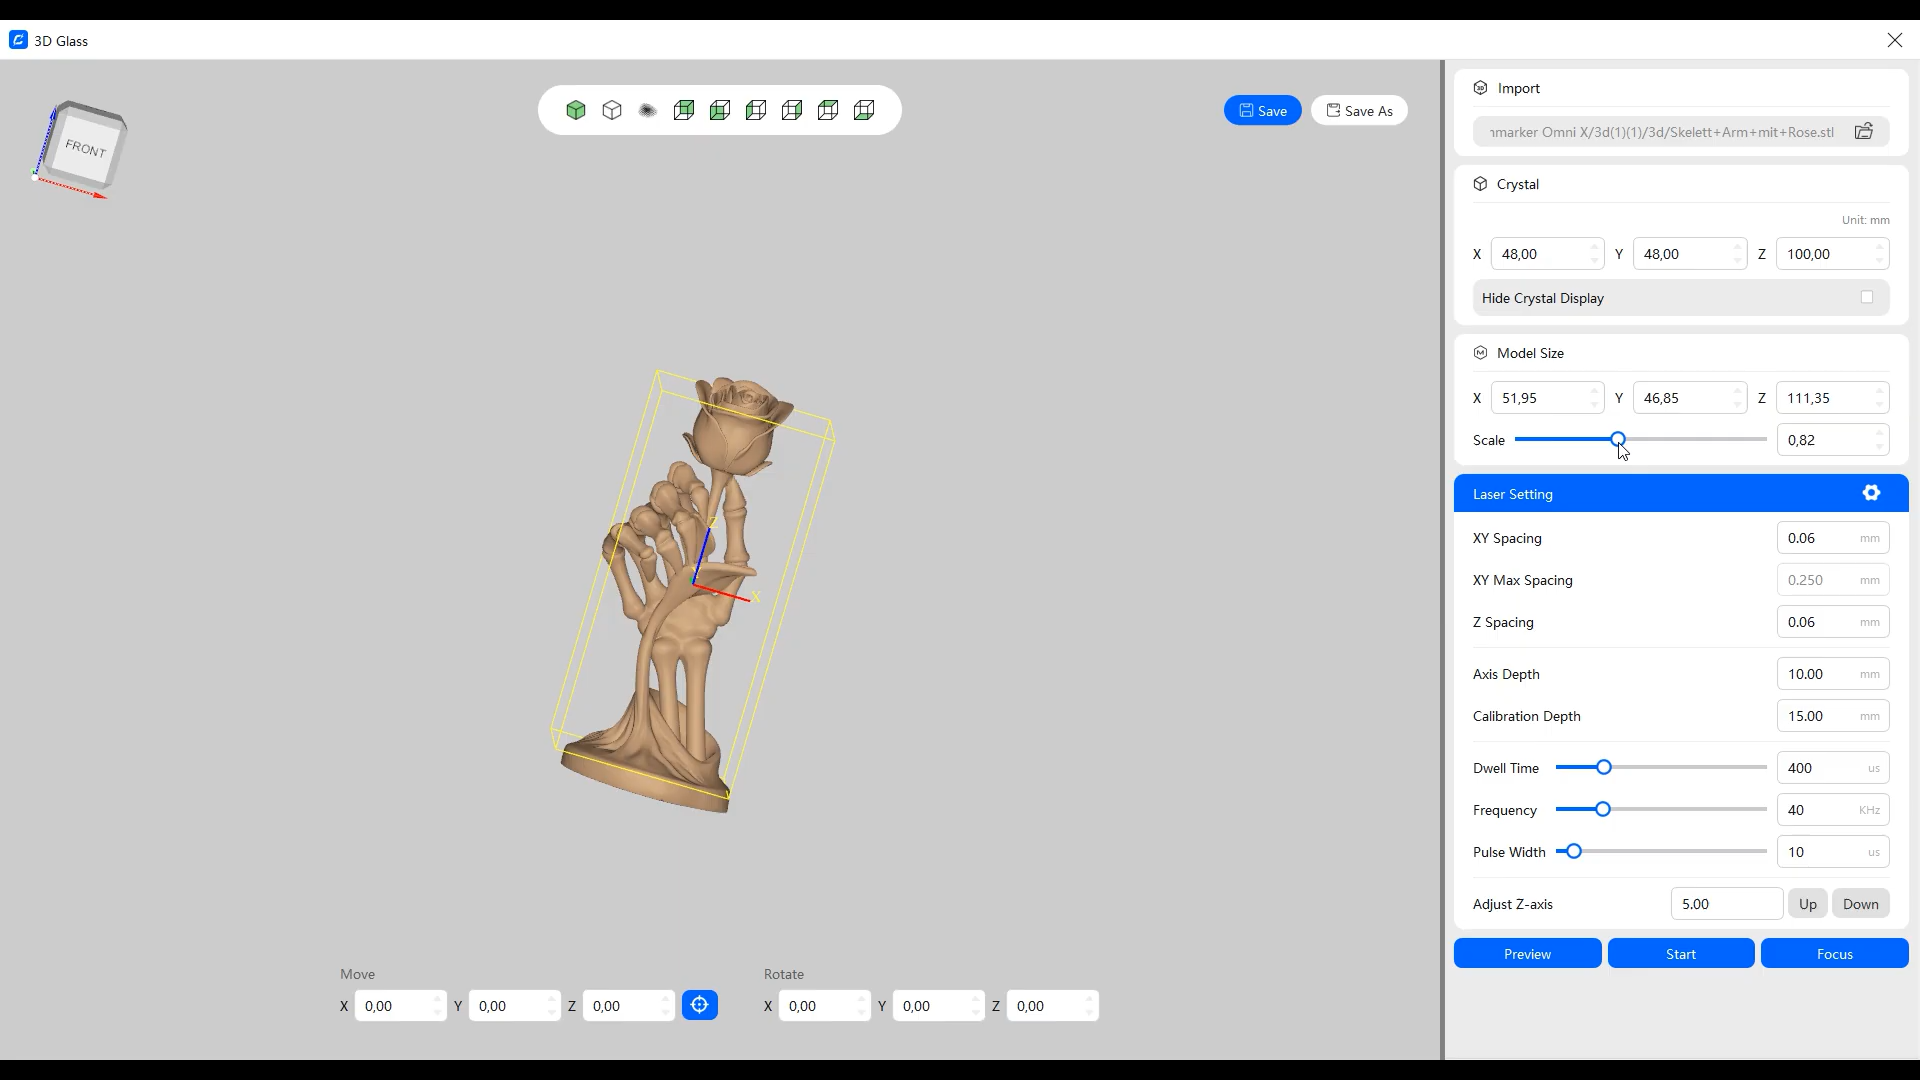 3D Glass
FRONT
Save
Save As
Z
X
Move
X 0,00 Y 0,00 Z 0,00
Rotate
X 0,00 Y 0,00 Z 0,00
Import
nmarker Omni X/3d(1)(1)/3d/Skelett+Arm+mit+Rose.stl
Crystal
Unit: mm
X 48,00 Y 48,00 Z 100,00
Hide Crystal Display
Model Size
X 51,95 Y 46,85 Z 111,35
Scale 0,82
Laser Setting
XY Spacing 0.06 mm
XY Max Spacing 0.250 mm
Z Spacing 0.06 mm
Axis Depth 10.00 mm
Calibration Depth 15.00 mm
Dwell Time 400 us
Frequency 40 KHz
Pulse Width 10 us
Adjust Z-axis 5.00 Up Down
Preview Start Focus